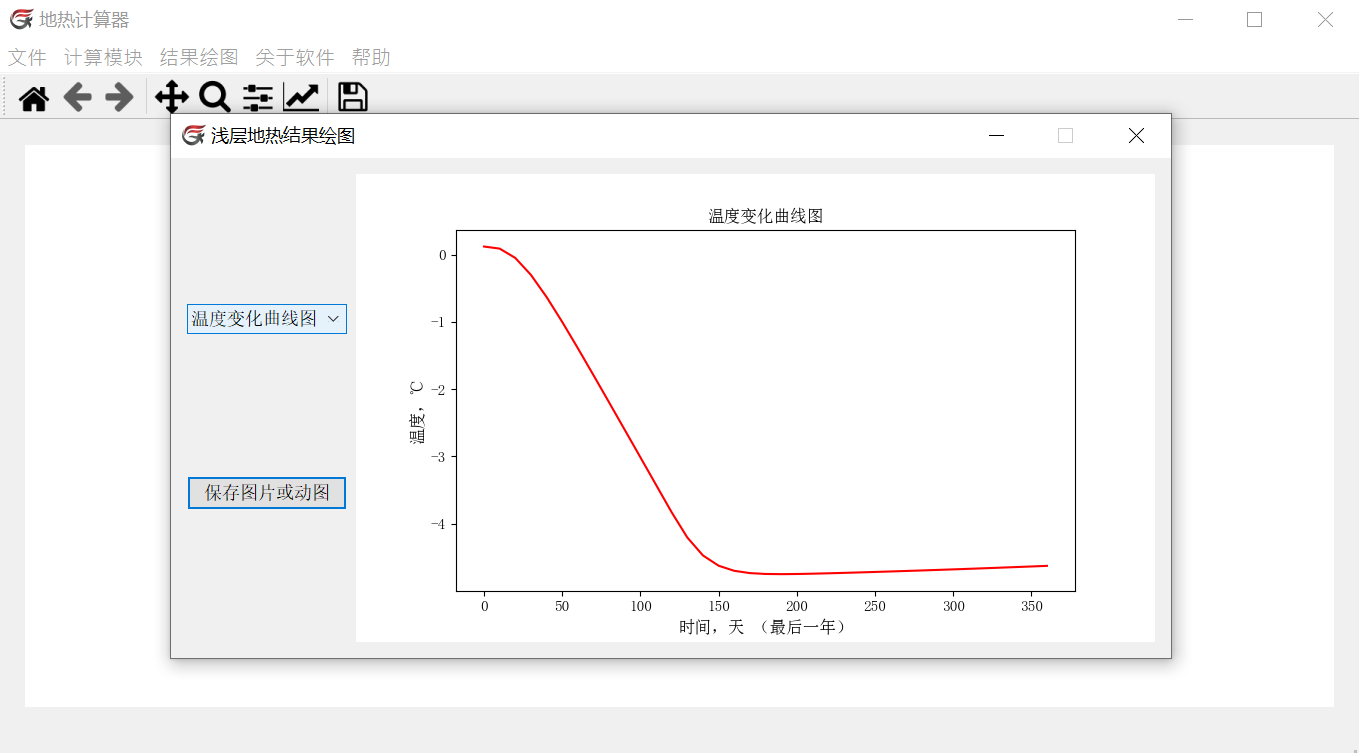 地热计算器
文件 计算模块 结果绘图 关于软件 帮助
浅层地热结果绘图
温度变化曲线图
保存图片或动图
温度变化曲线图
温度，℃
0
−1
−2
−3
−4
0 50 100 150 200 250 300 350
时间，天 （最后一年）